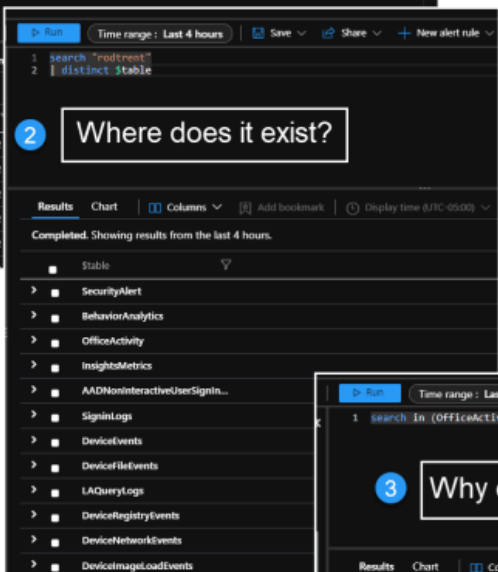 Run Time range : Last 4 hours Save Share New alert rule
1 search "rodtrent"
2 | distinct $table
2 Where does it exist?
Results Chart Columns Add bookmark Display time (UTC-05:00)
Completed. Showing results from the last 4 hours.
$table
SecurityAlert
BehaviorAnalytics
OfficeActivity
InsightsMetrics
AADNonInteractiveUserSignIn...
SigninLogs
DeviceEvents
DeviceFileEvents
LAQueryLogs
DeviceRegistryEvents
DeviceNetworkEvents
DeviceImageLoadEvents
Run Time range : Las
1 search in (OfficeActiv
3 Why
Results Chart Co